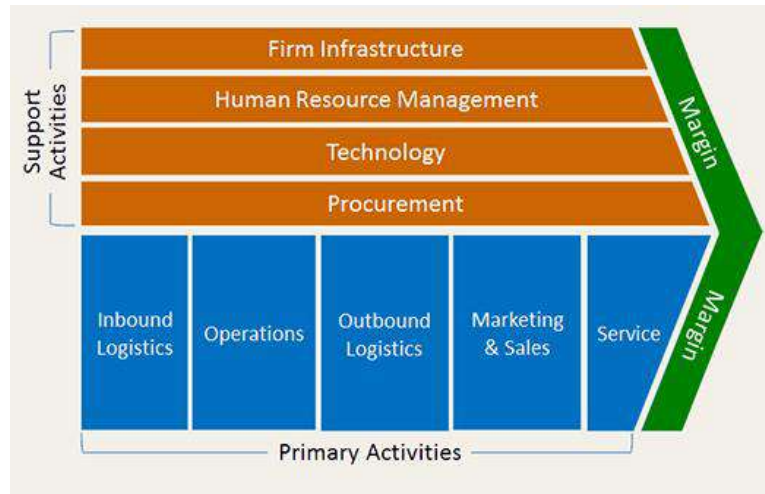 Support
Activities
Firm Infrastructure
Human Resource Management
Technology
Procurement
Margin
Inbound
Logistics
Operations
Outbound
Logistics
Marketing
& Sales
Service
Margin
Primary Activities